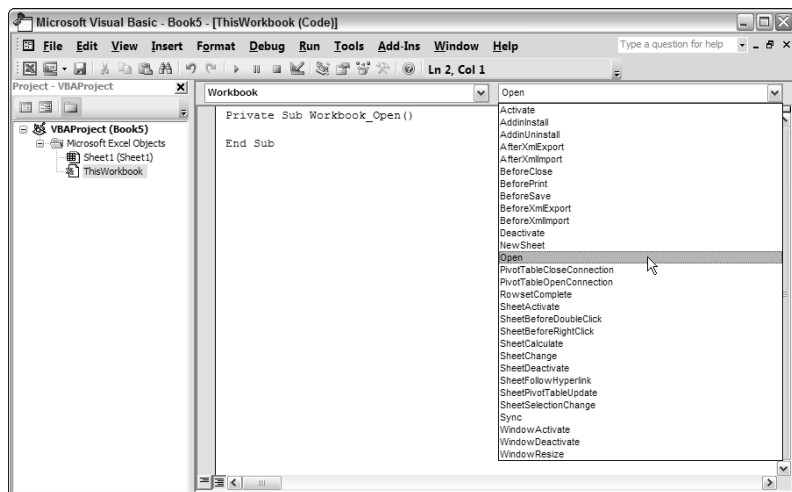 Microsoft Visual Basic - Book5 - [ThisWorkbook (Code)]
File Edit View Insert Format Debug Run Tools Add-Ins Window Help
Type a question for help
Ln 2, Col 1
Project - VBAProject
VBAProject (Book5)
Microsoft Excel Objects
Sheet1 (Sheet1)
ThisWorkbook
Workbook
Open
Private Sub Workbook_Open()
End Sub
Activate
AddinInstall
AddinUninstall
AfterXmlExport
AfterXmlImport
BeforeClose
BeforePrint
BeforeSave
BeforeXmlExport
BeforeXmlImport
Deactivate
NewSheet
Open
PivotTableCloseConnection
PivotTableOpenConnection
RowsetComplete
SheetActivate
SheetBeforeDoubleClick
SheetBeforeRightClick
SheetCalculate
SheetChange
SheetDeactivate
SheetFollowHyperlink
SheetPivotTableUpdate
SheetSelectionChange
Sync
WindowActivate
WindowDeactivate
WindowResize